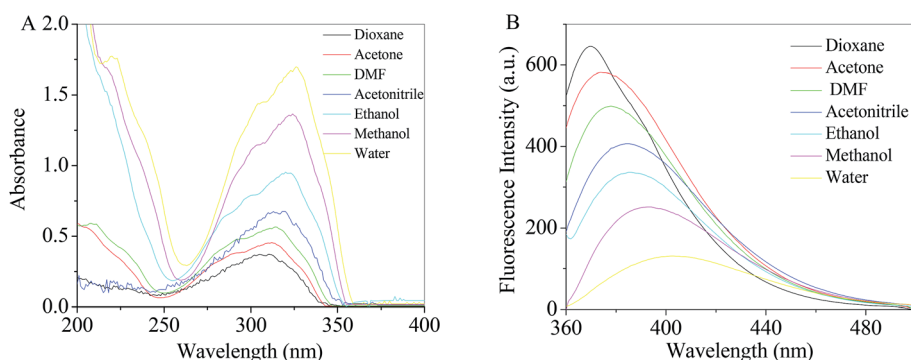 A
Absorbance
2.0
1.5
1.0
0.5
0.0
200
250
300
350
400
Wavelength (nm)
Dioxane
Acetone
DMF
Acetonitrile
Ethanol
Methanol
Water
B
Fluorescence Intensity (a.u.)
600
400
200
0
360
400
440
480
Wavelength (nm)
Dioxane
Acetone
DMF
Acetonitrile
Ethanol
Methanol
Water